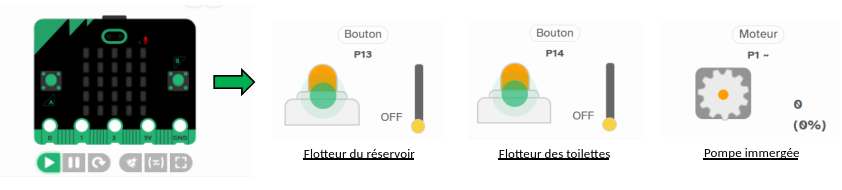 Bouton
P13
OFF
Flotteur du réservoir
Bouton
P14
OFF
Flotteur des toilettes
Moteur
P1 ~
0
(0%)
Pompe immergée
A
B
0 1 2 3V GND